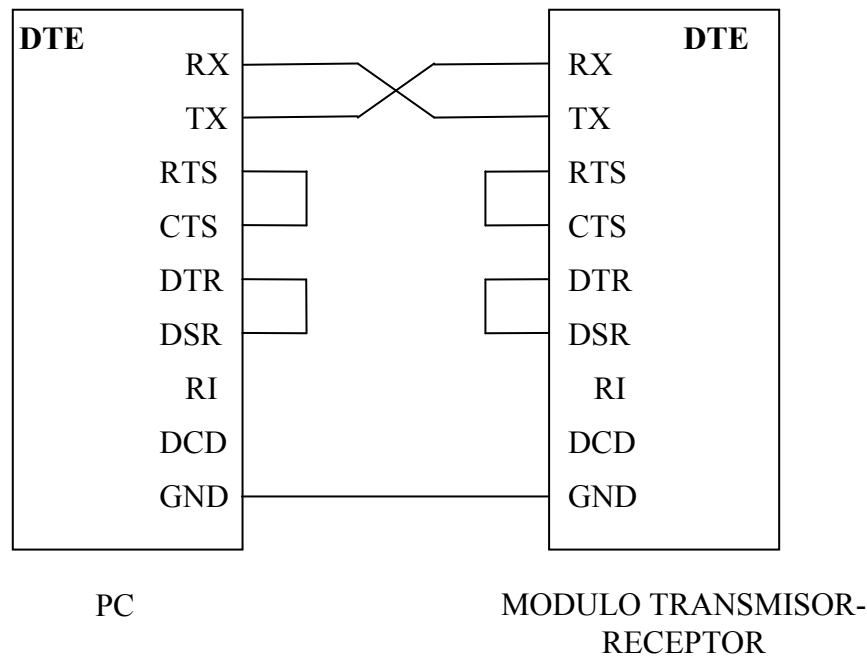 DTE
DTE
RX
RX
TX
TX
RTS
RTS
CTS
CTS
DTR
DTR
DSR
DSR
RI
RI
DCD
DCD
GND
GND
PC
MODULO TRANSMISOR-
RECEPTOR